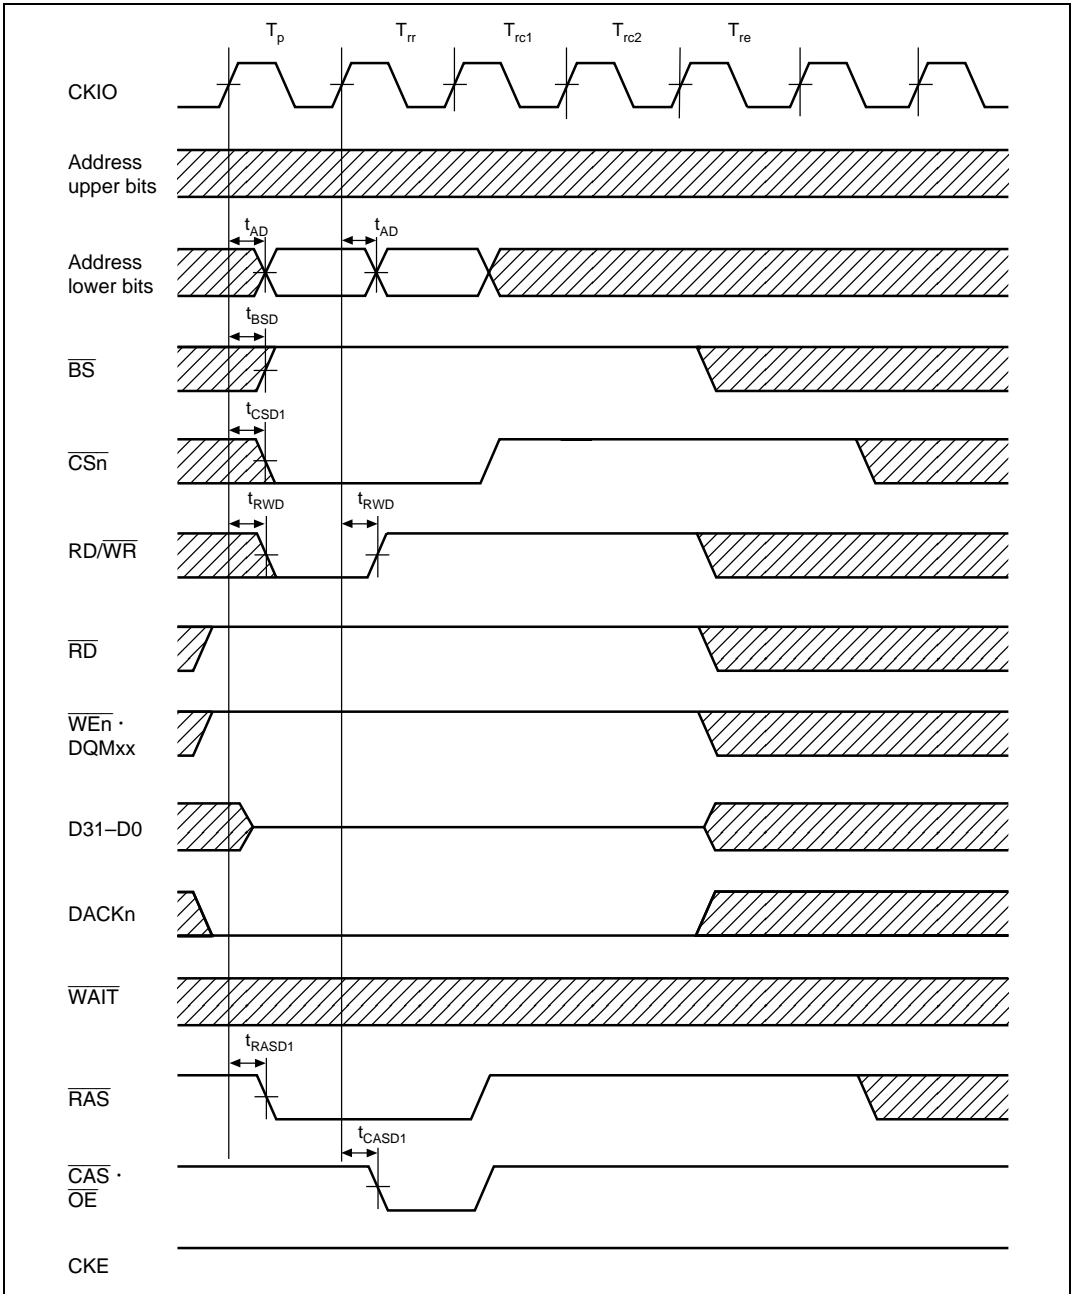 Tp Trr Trc1 Trc2 Tre
CKIO
Address
upper bits
tAD tAD
Address
lower bits
tBSD
BS
tCSD1
CSn
tRWD tRWD
RD/WR
RD
WEn ·
DQMxx
D31–D0
DACKn
WAIT
tRASD1
RAS
tCASD1
CAS ·
OE
CKE